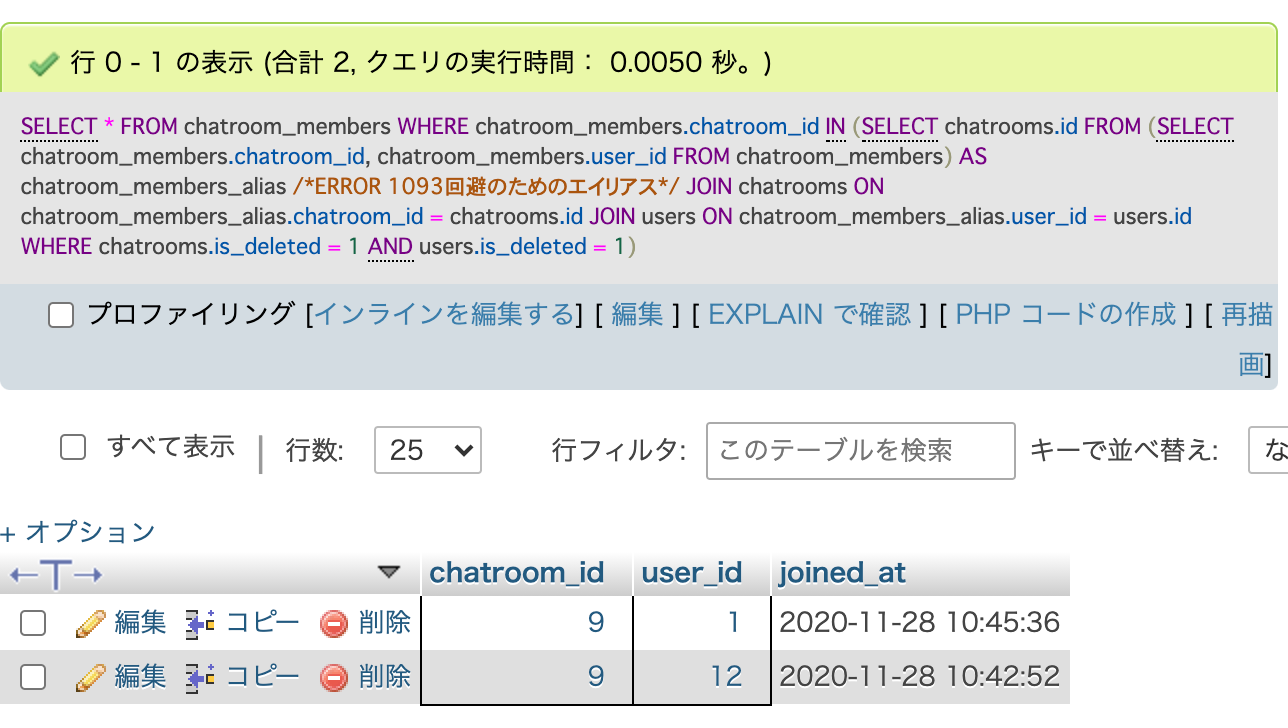 行 0 - 1 の表示 (合計 2, クエリの実行時間： 0.0050 秒。)
SELECT * FROM chatroom_members WHERE chatroom_members.chatroom_id IN (SELECT chatrooms.id FROM (SELECT
chatroom_members.chatroom_id, chatroom_members.user_id FROM chatroom_members) AS
chatroom_members_alias /*ERROR 1093回避のためのエイリアス*/ JOIN chatrooms ON
chatroom_members_alias.chatroom_id = chatrooms.id JOIN users ON chatroom_members_alias.user_id = users.id
WHERE chatrooms.is_deleted = 1 AND users.is_deleted = 1)
プロファイリング [インラインを編集する] [ 編集 ] [ EXPLAIN で確認 ] [ PHP コードの作成 ] [ 再描
画]
すべて表示 | 行数: 25 行フィルタ: このテーブルを検索 キーで並べ替え: な
+ オプション
←T→ chatroom_id user_id joined_at
編集 コピー 削除 9 1 2020-11-28 10:45:36
編集 コピー 削除 9 12 2020-11-28 10:42:52